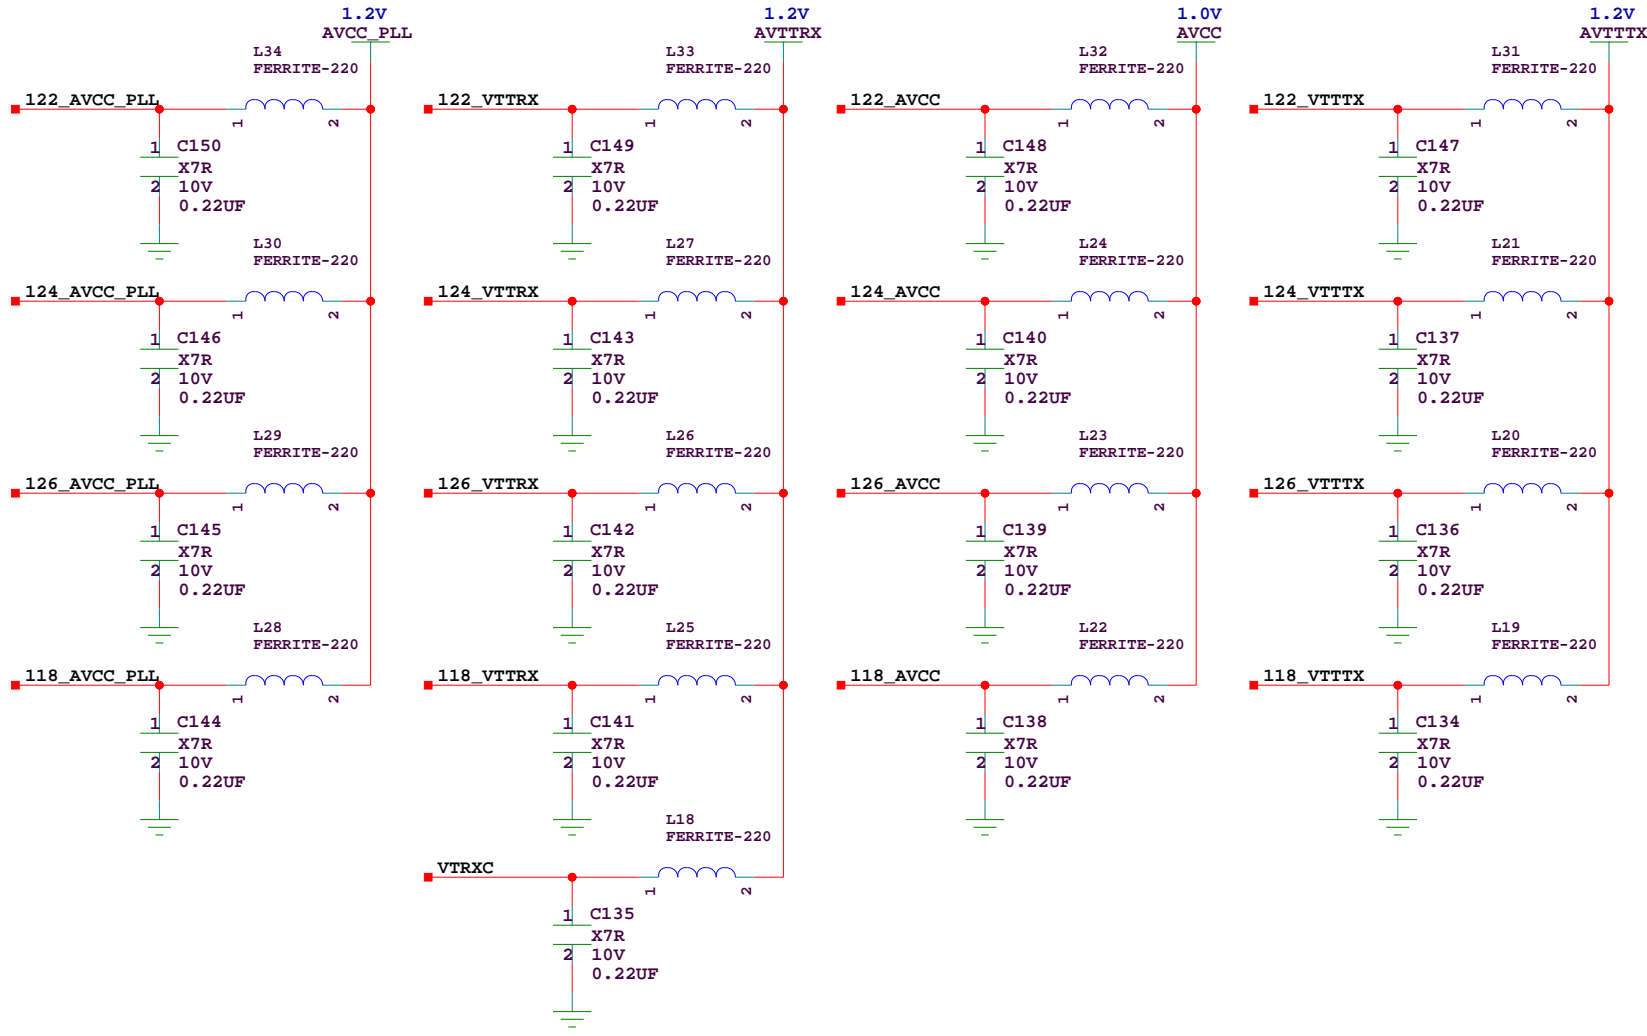 1.2V
AVCC_PLL
L34
FERRITE-220
122_AVCC_PLL
1
2
1
2
C150
X7R
10V
0.22UF
L30
FERRITE-220
124_AVCC_PLL
1
2
1
2
C146
X7R
10V
0.22UF
L29
FERRITE-220
126_AVCC_PLL
1
2
1
2
C145
X7R
10V
0.22UF
L28
FERRITE-220
118_AVCC_PLL
1
2
1
2
C144
X7R
10V
0.22UF
1.2V
AVTTRX
L33
FERRITE-220
122_VTTRX
1
2
1
2
C149
X7R
10V
0.22UF
L27
FERRITE-220
124_VTTRX
1
2
1
2
C143
X7R
10V
0.22UF
L26
FERRITE-220
126_VTTRX
1
2
1
2
C142
X7R
10V
0.22UF
L25
FERRITE-220
118_VTTRX
1
2
1
2
C141
X7R
10V
0.22UF
L18
FERRITE-220
VTRXC
1
2
1
2
C135
X7R
10V
0.22UF
1.0V
AVCC
L32
FERRITE-220
122_AVCC
1
2
1
2
C148
X7R
10V
0.22UF
L24
FERRITE-220
124_AVCC
1
2
1
2
C140
X7R
10V
0.22UF
L23
FERRITE-220
126_AVCC
1
2
1
2
C139
X7R
10V
0.22UF
L22
FERRITE-220
118_AVCC
1
2
1
2
C138
X7R
10V
0.22UF
1.2V
AVTTTX
L31
FERRITE-220
122_VTTTX
1
2
1
2
C147
X7R
10V
0.22UF
L21
FERRITE-220
124_VTTTX
1
2
1
2
C137
X7R
10V
0.22UF
L20
FERRITE-220
126_VTTTX
1
2
1
2
C136
X7R
10V
0.22UF
L19
FERRITE-220
118_VTTTX
1
2
1
2
C134
X7R
10V
0.22UF